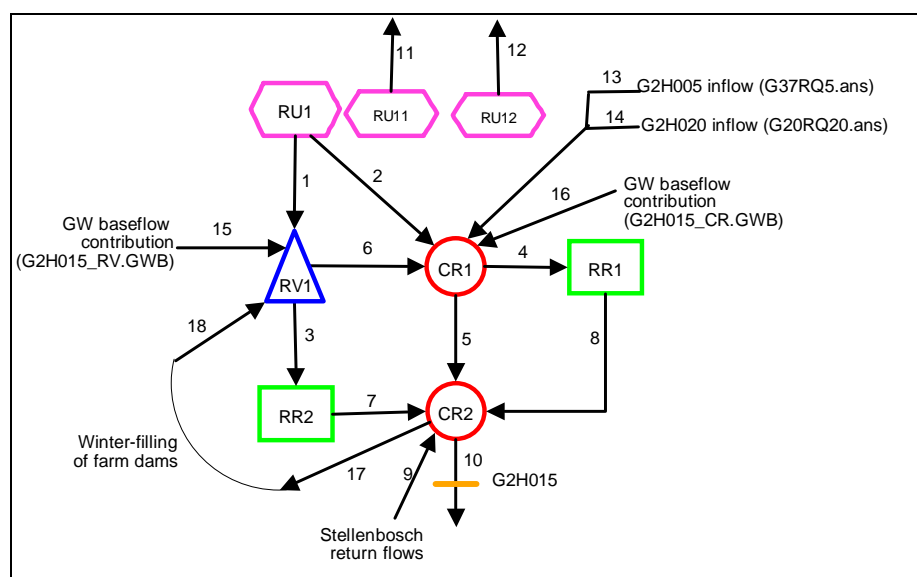 11
12
13
G2H005 inflow (G37RQ5.ans)
RU1
RU11
RU12
14
G2H020 inflow (G20RQ20.ans)
1
2
16
GW baseflow
contribution
(G2H015_CR.GWB)
GW baseflow
contribution
(G2H015_RV.GWB)
15
6
CR1
4
RR1
RV1
18
3
5
8
RR2
7
CR2
Winter-filling
of farm dams
17
9
10
G2H015
Stellenbosch
return flows